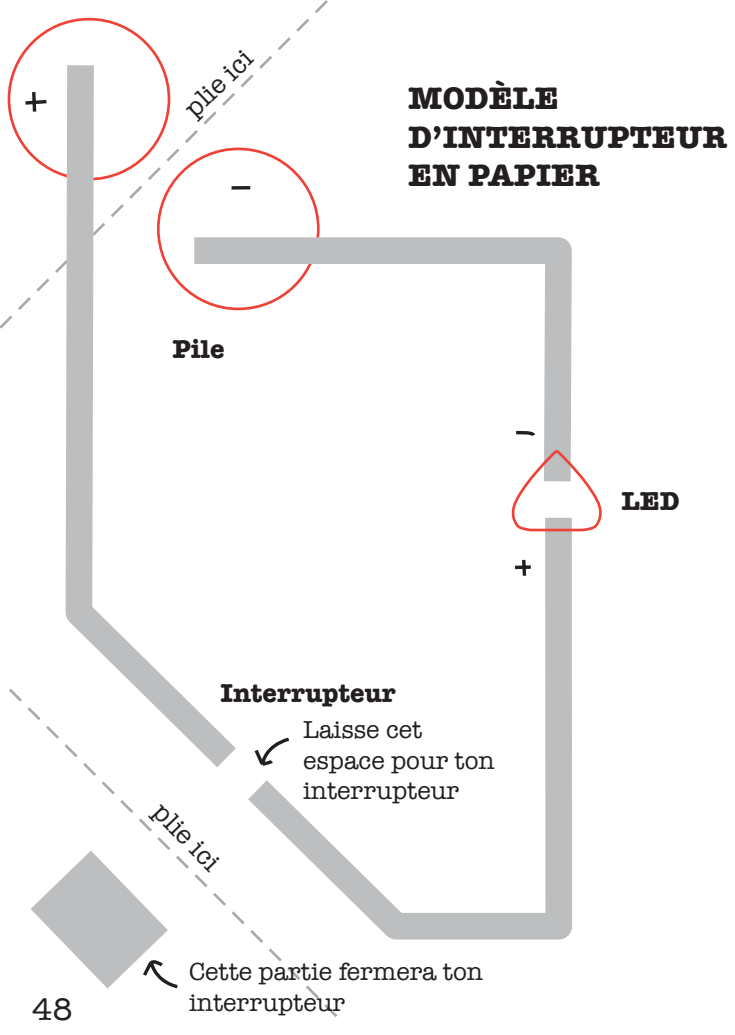 +
plie ici
MODÈLE
D'INTERRUPTEUR
EN PAPIER
–
Pile
–
LED
+
Interrupteur
Laisse cet
espace pour ton
interrupteur
plie ici
Cette partie fermera ton
interrupteur
48